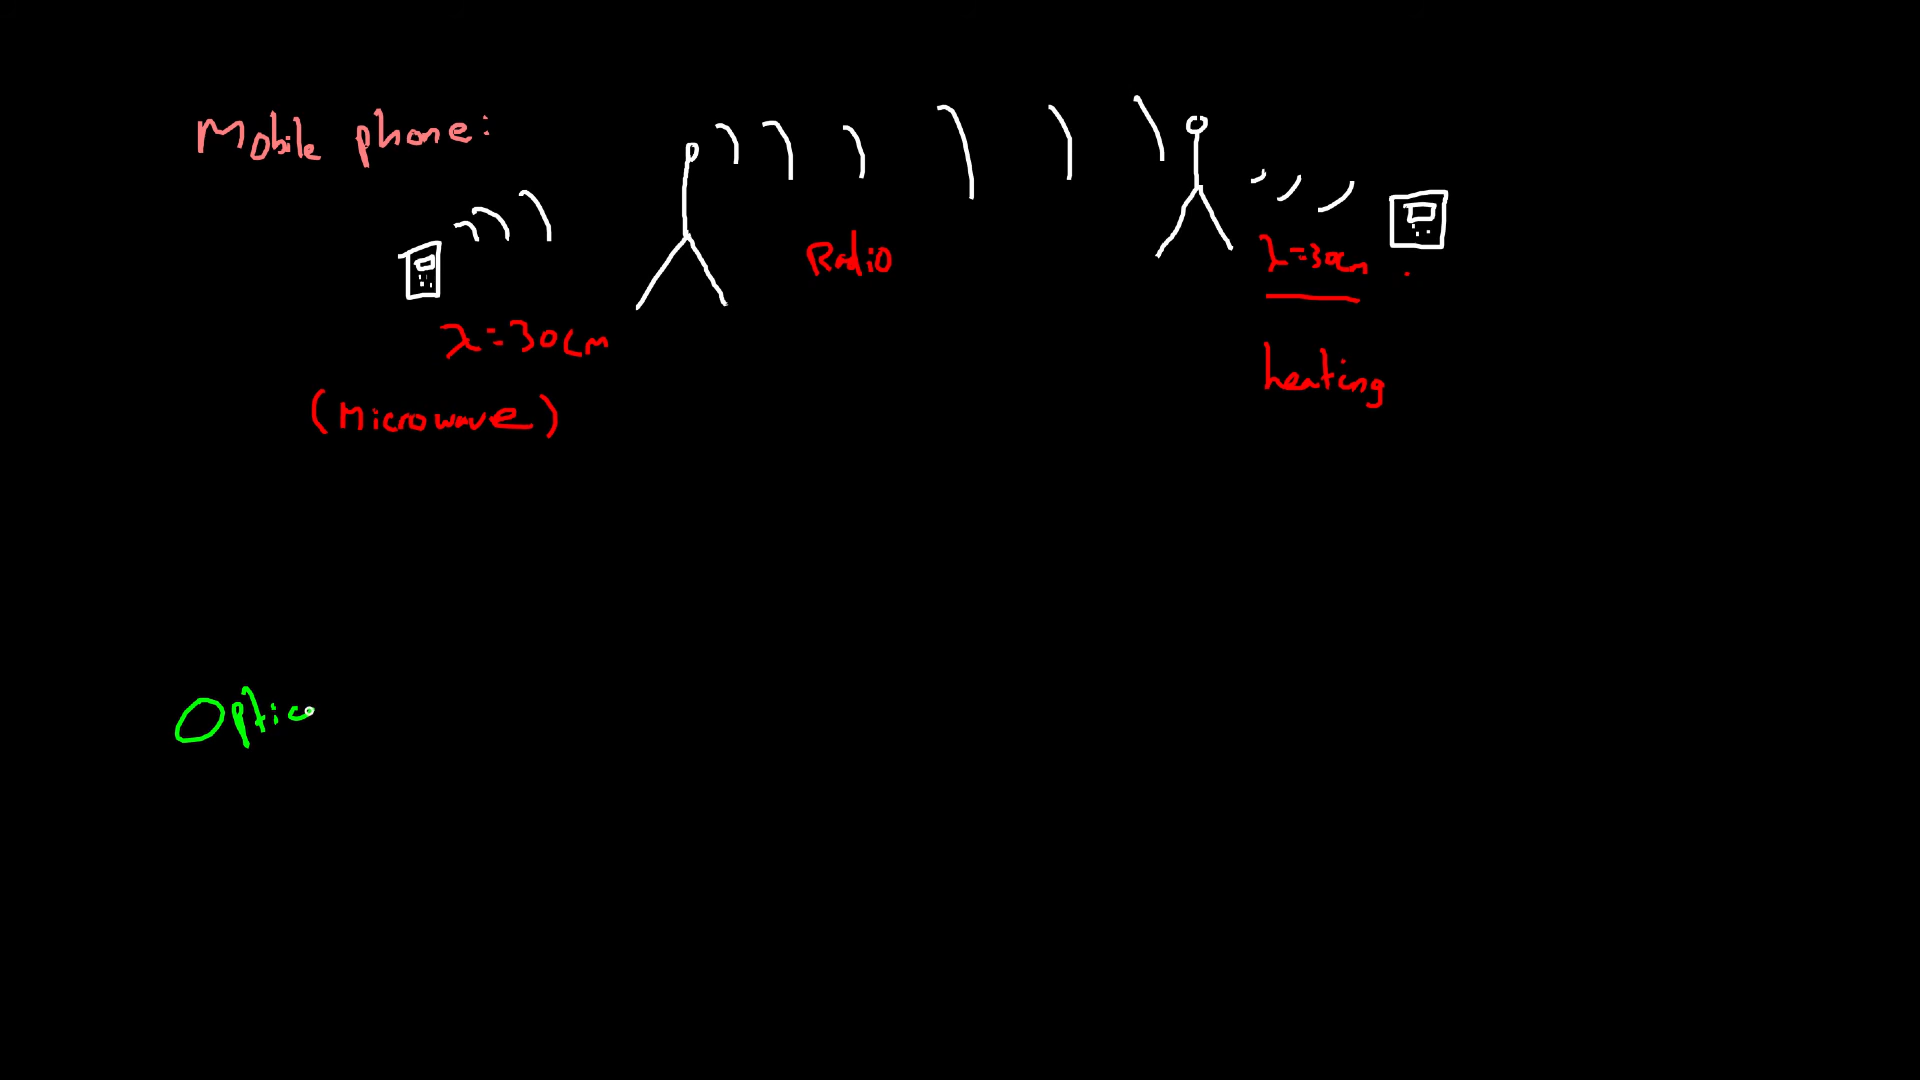 Mobile phone:
Radio
λ=30cm
λ=30cm
(Microwave)
heating
Optic